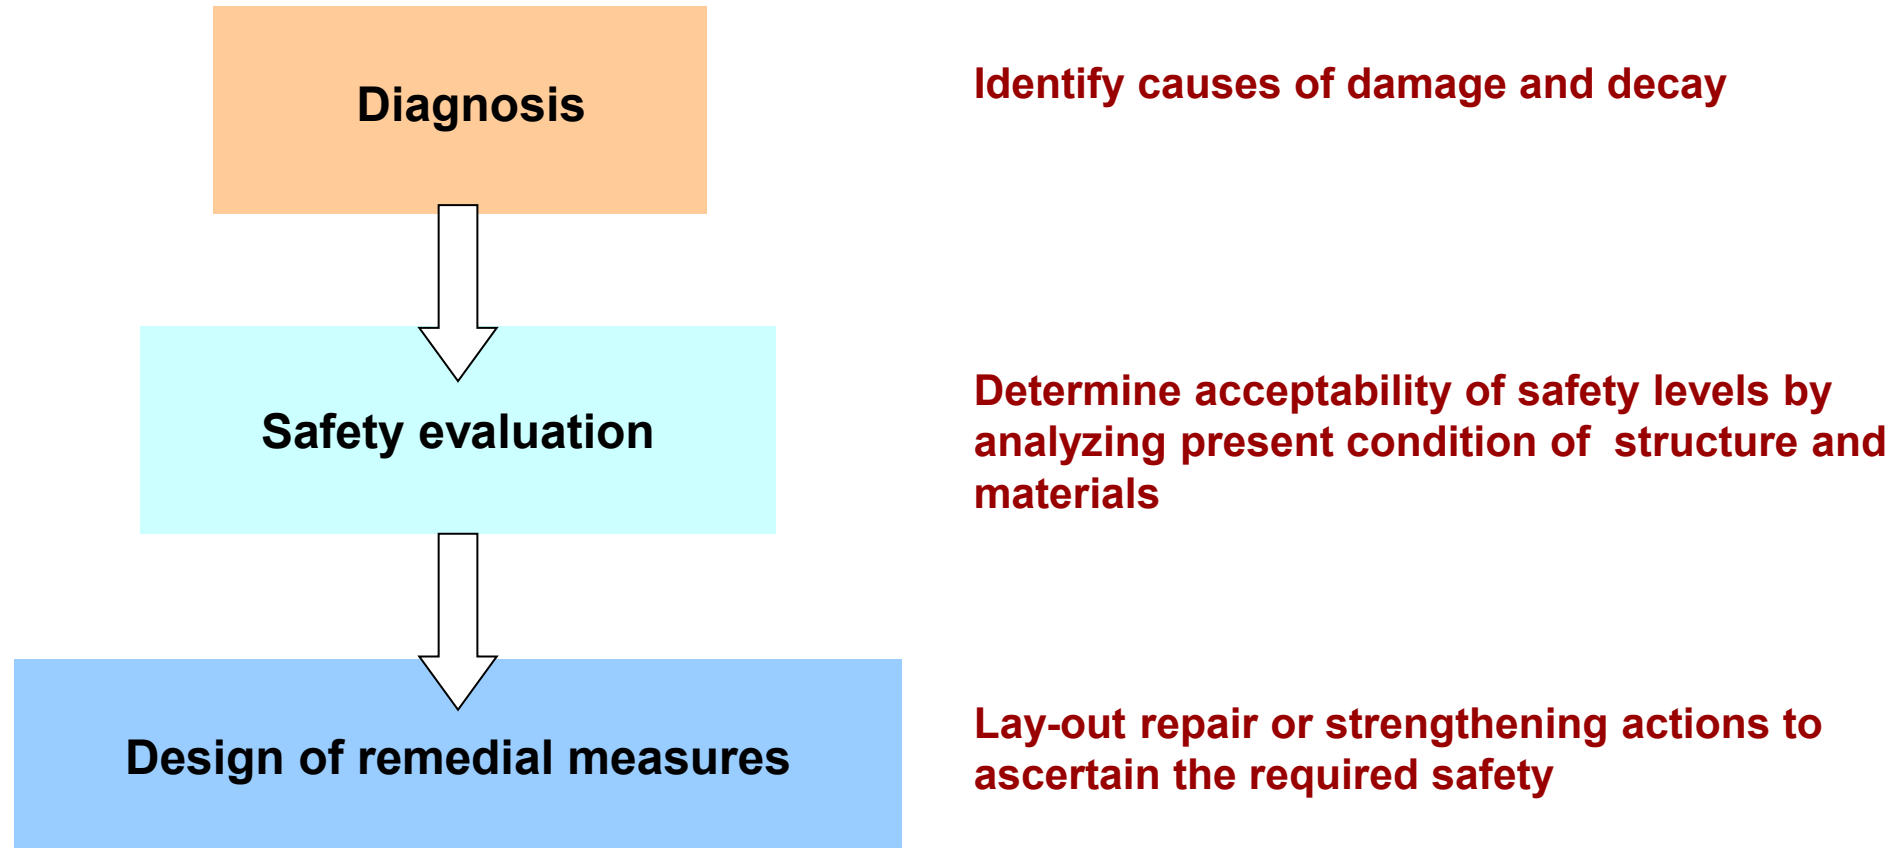 Diagnosis
Identify causes of damage and decay
Safety evaluation
Determine acceptability of safety levels by
analyzing present condition of  structure and
materials
Design of remedial measures
Lay-out repair or strengthening actions to
ascertain the required safety